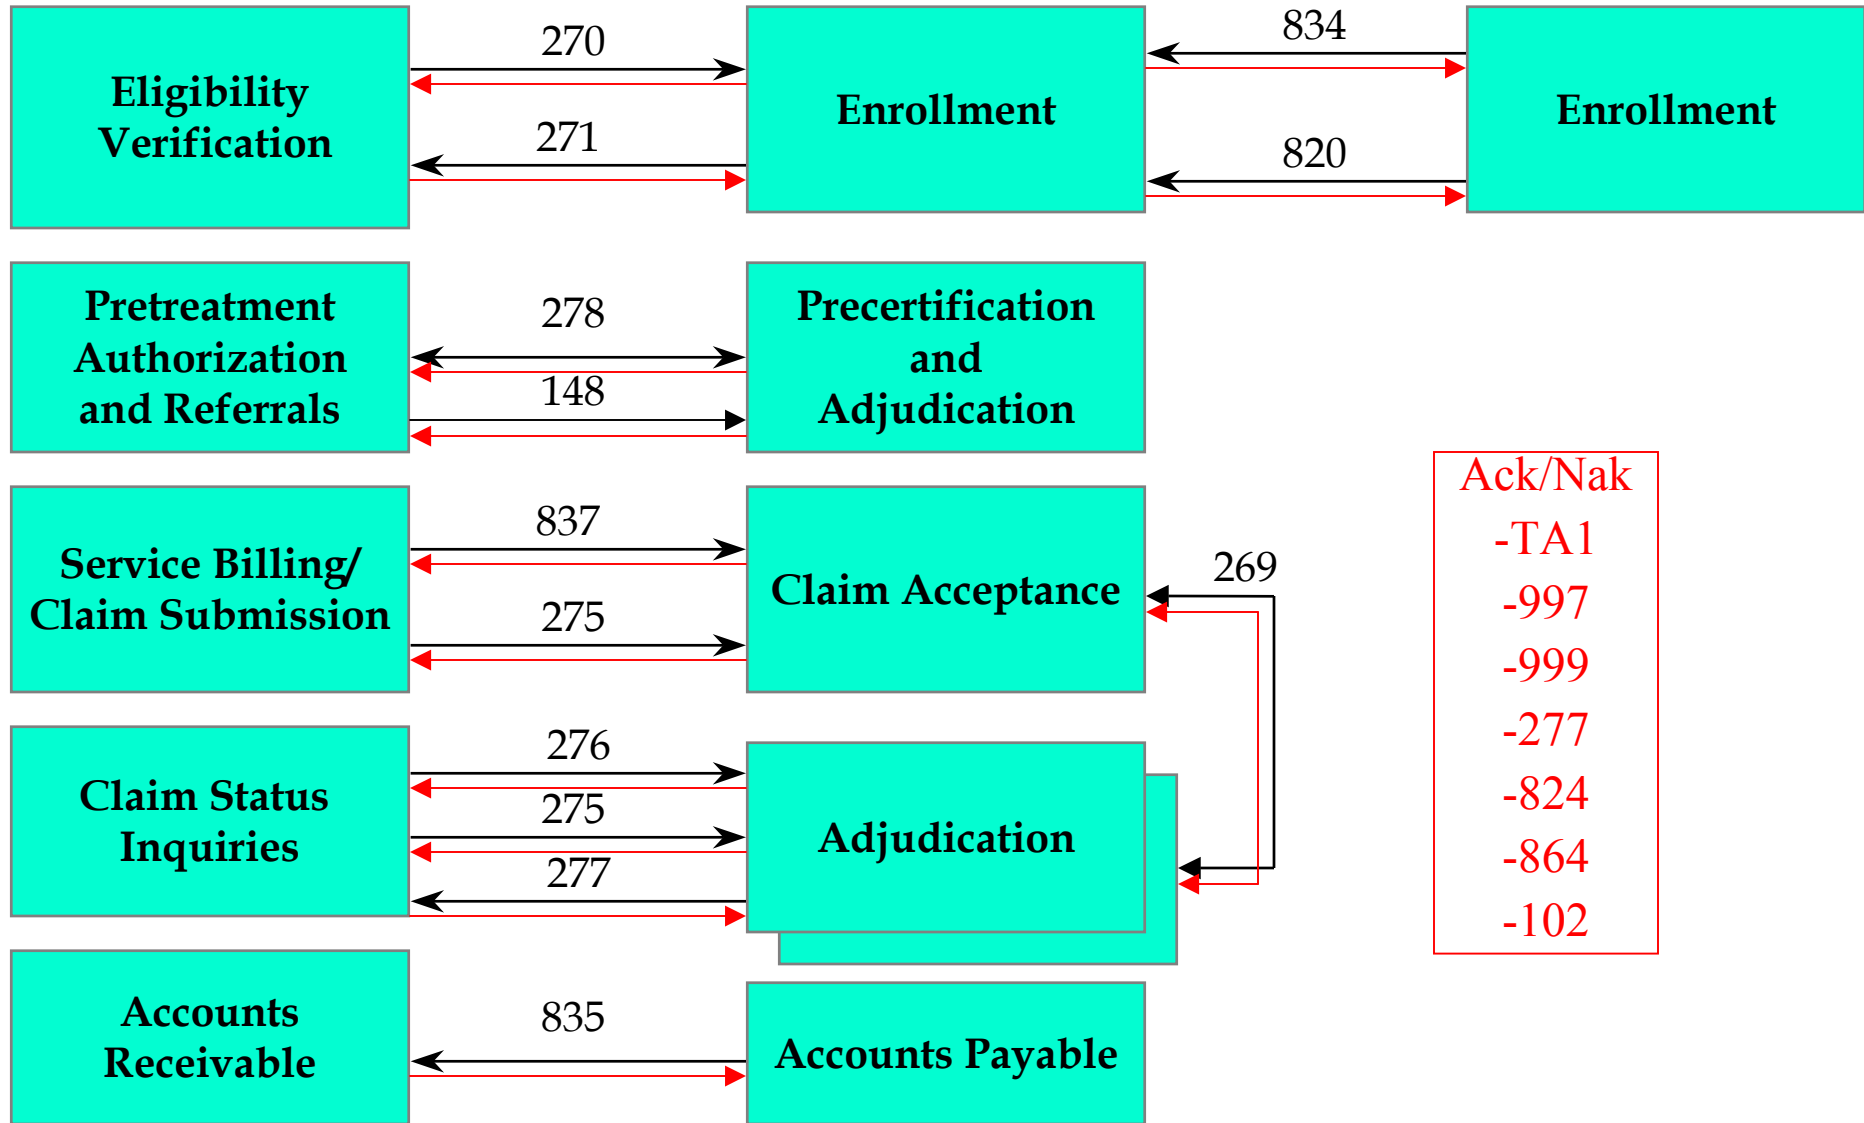 270
834
Eligibility
Verification
Enrollment
Enrollment
271
820
Pretreatment
Authorization
and Referrals
278
148
Precertification
and
Adjudication
Ack/Nak
-TA1
-997
-999
-277
-824
-864
-102
Service Billing/
Claim Submission
837
275
Claim Acceptance
269
Claim Status
Inquiries
276
275
277
Adjudication
Accounts
Receivable
835
Accounts Payable